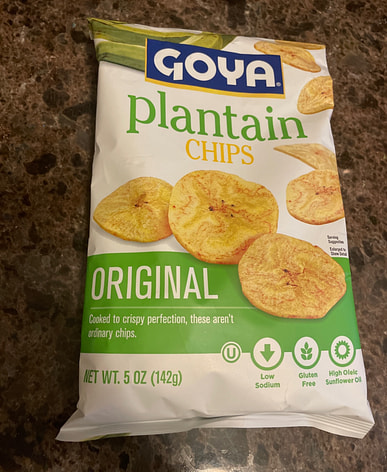 GOYA®
plantain
CHIPS
Serving
Suggestion
Enlarged to
Show Detail
ORIGINAL
Cooked to crispy perfection, these aren't
ordinary chips.
NET WT. 5 OZ (142g)
U
Low
Sodium
Gluten
Free
High Oleic
Sunflower Oil